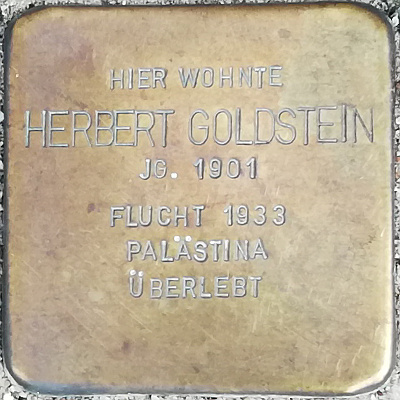 HIER WOHNTE
HERBERT GOLDSTEIN
JG. 1901
FLUCHT 1933
PALÄSTINA
ÜBERLEBT